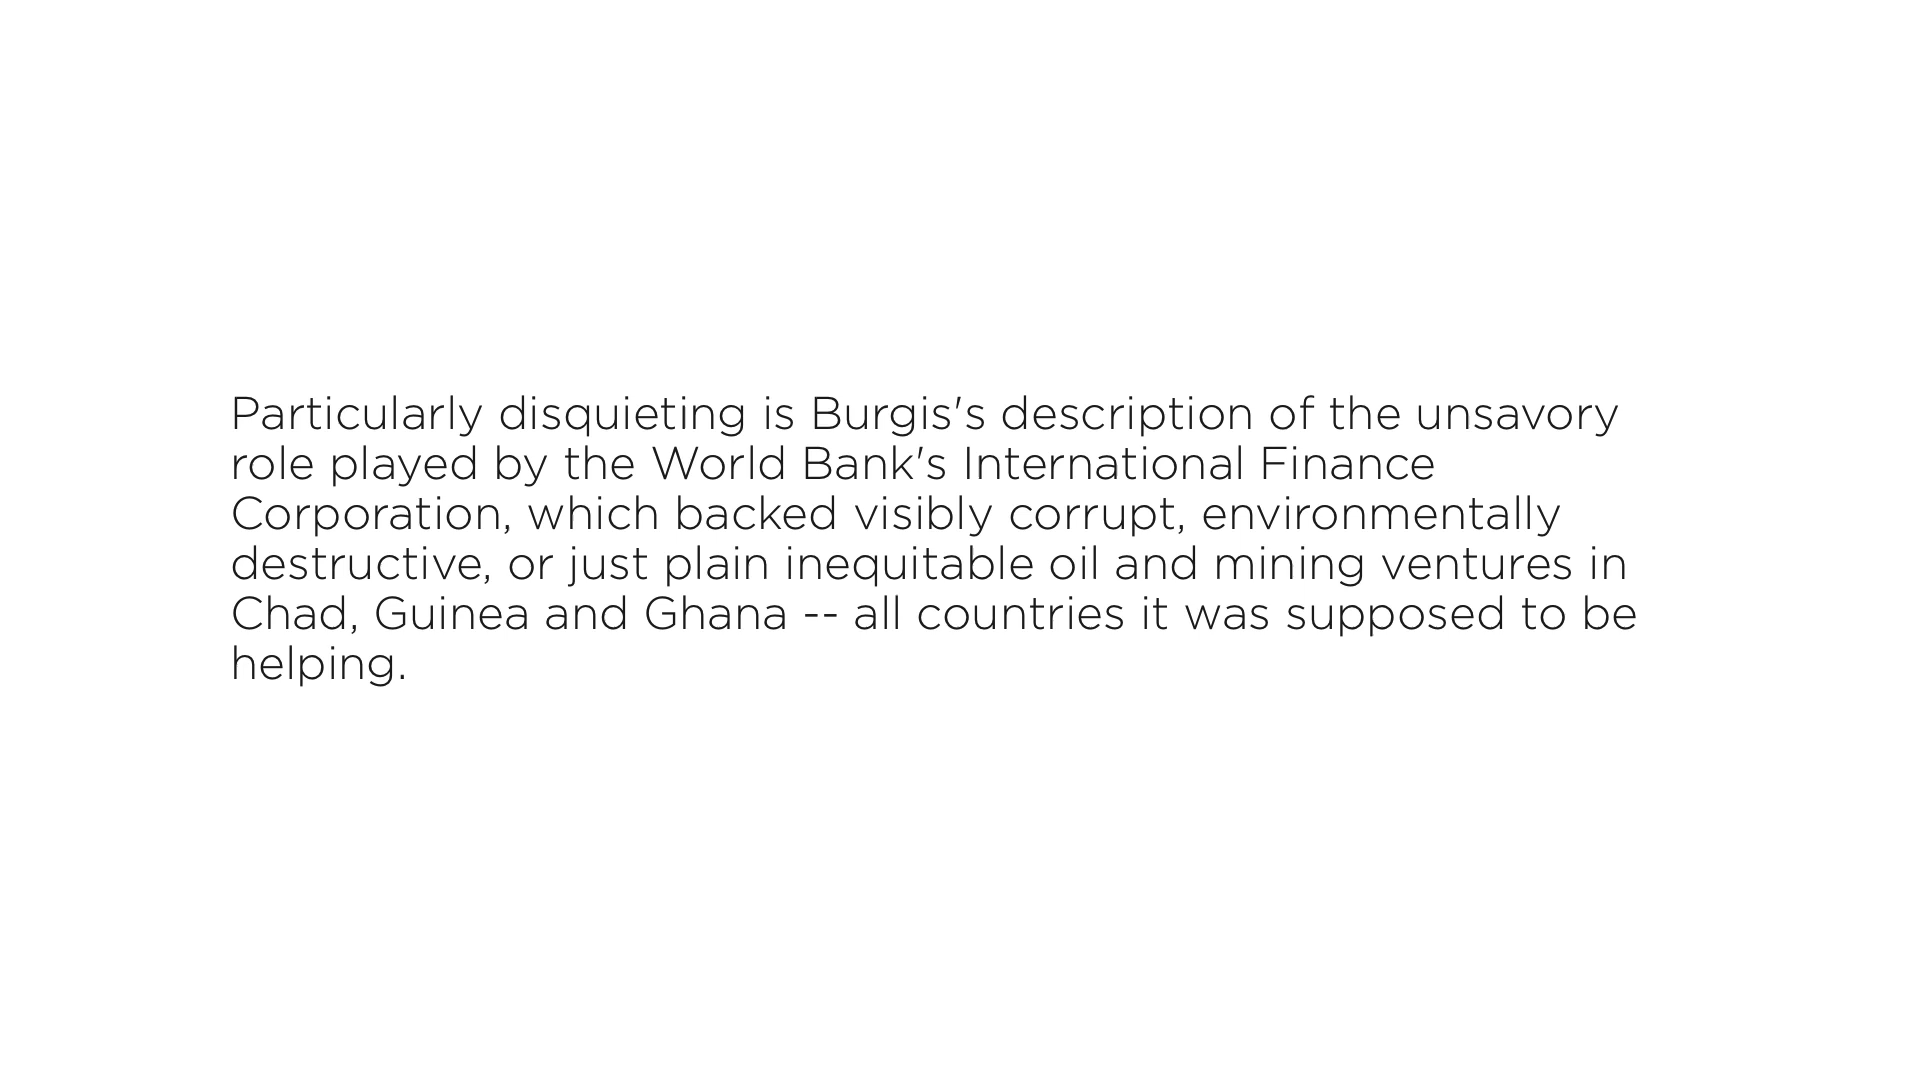 Particularly disquieting is Burgis's description of the unsavory
role played by the World Bank's International Finance
Corporation, which backed visibly corrupt, environmentally
destructive, or just plain inequitable oil and mining ventures in
Chad, Guinea and Ghana -- all countries it was supposed to be
helping.